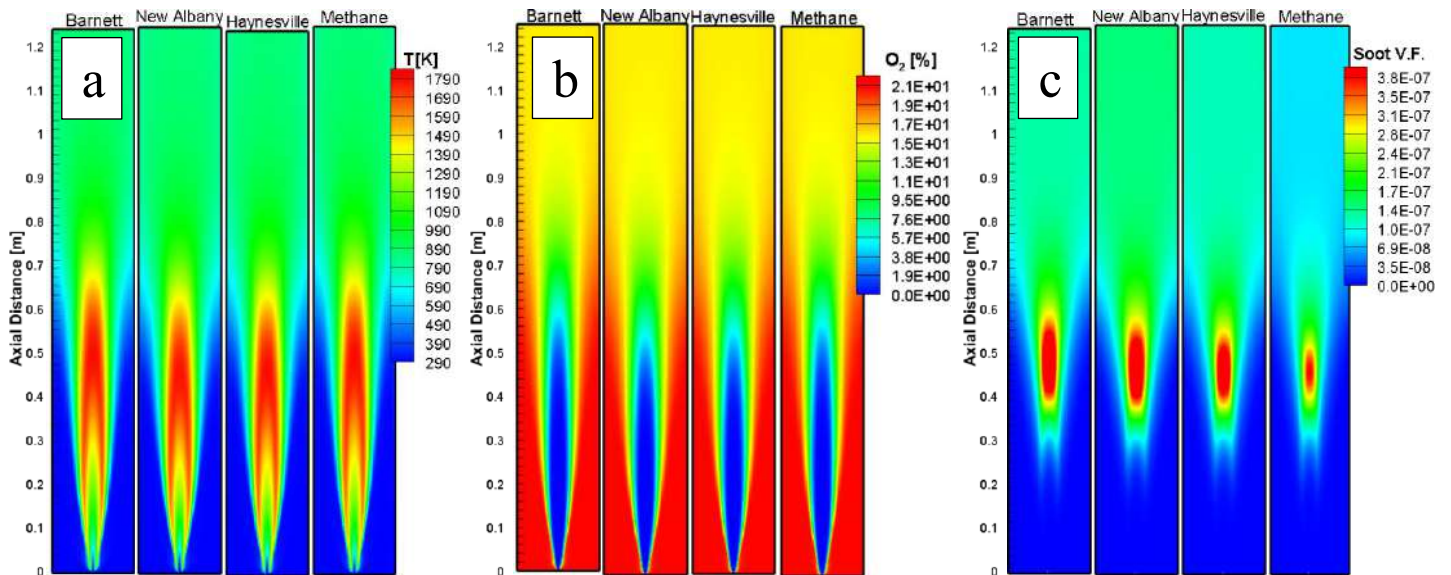 Barnett New Albany Haynesville Methane
a
T[K]
1790
1690
1590
1490
1390
1290
1190
1090
990
890
790
690
590
490
390
290
Axial Distance [m]
1.2
1.1
1
0.9
0.8
0.7
0.6
0.5
0.4
0.3
0.2
0.1
0
Barnett New Albany Haynesville Methane
b
O2 [%]
2.1E+01
1.9E+01
1.7E+01
1.5E+01
1.3E+01
1.1E+01
9.5E+00
7.6E+00
5.7E+00
3.8E+00
1.9E+00
0.0E+00
Axial Distance [m]
1.2
1.1
1
0.9
0.8
0.7
0.6
0.5
0.4
0.3
0.2
0.1
0
Barnett New Albany Haynesville Methane
c
Soot V.F.
3.8E-07
3.5E-07
3.1E-07
2.8E-07
2.4E-07
2.1E-07
1.7E-07
1.4E-07
1.0E-07
6.9E-08
3.5E-08
0.0E+00
Axial Distance [m]
1.2
1.1
1
0.9
0.8
0.7
0.6
0.5
0.4
0.3
0.2
0.1
0